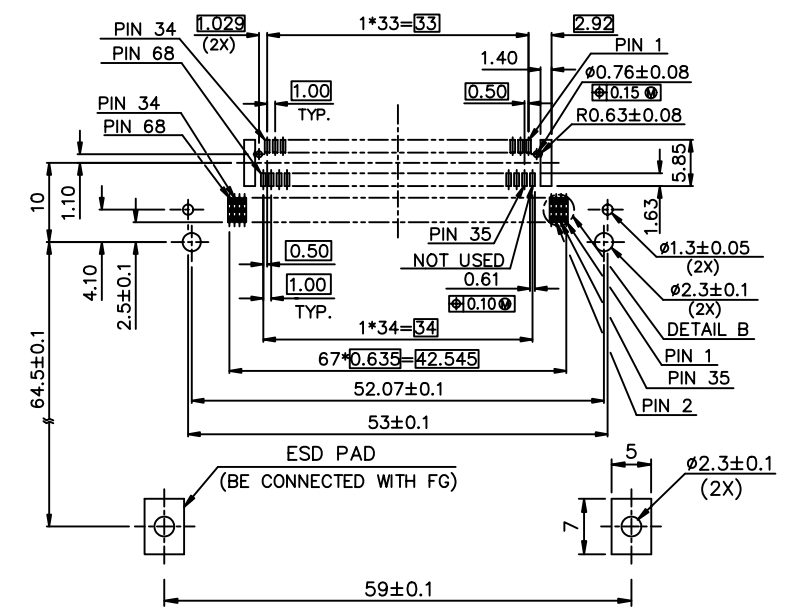 1.029
(2X)
1*33=33
2.92
PIN 34
PIN 68
PIN 1
1.40
ø0.76±0.08
⌖ 0.15 Ⓜ
R0.63±0.08
1.00
TYP.
0.50
PIN 34
PIN 68
5.85
1.63
10
1.10
4.10
2.5±0.1
64.5±0.1
PIN 35
NOT USED
0.50
1.00
TYP.
0.61
⌖ 0.10 Ⓜ
ø1.3±0.05
(2X)
ø2.3±0.1
(2X)
DETAIL B
PIN 1
PIN 35
PIN 2
1*34=34
67*0.635=42.545
52.07±0.1
53±0.1
ESD PAD
(BE CONNECTED WITH FG)
5
7
ø2.3±0.1
(2X)
59±0.1